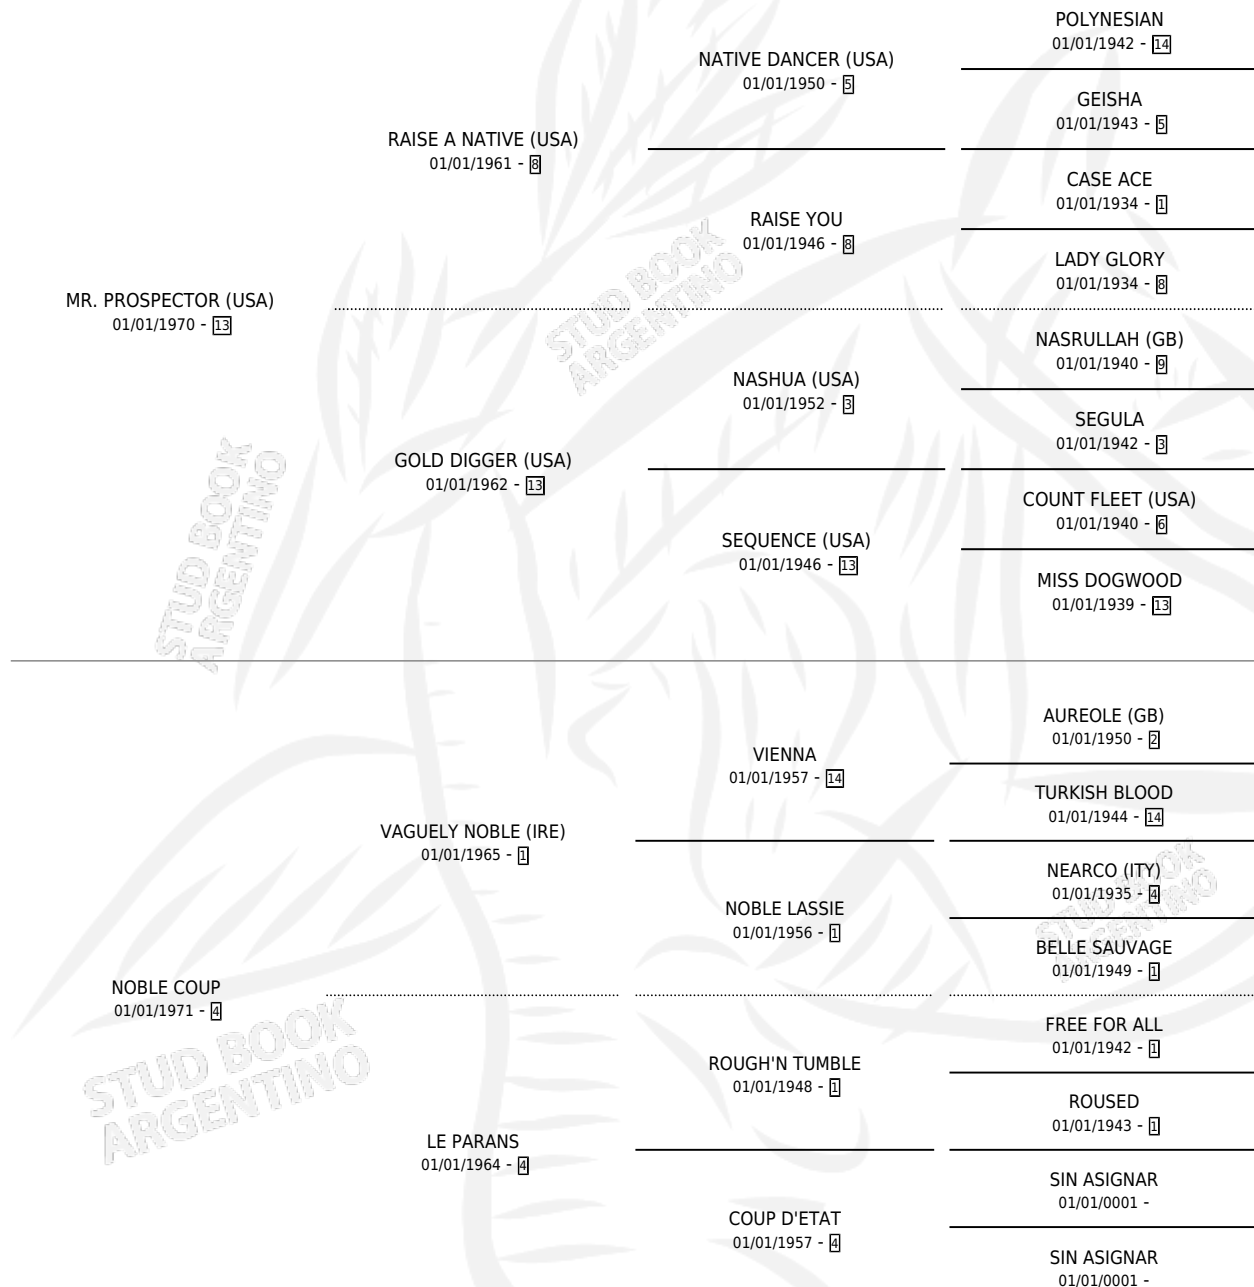 POLYNESIAN
01/01/1942 - 14
NATIVE DANCER (USA)
01/01/1950 - 5
GEISHA
01/01/1943 - 5
RAISE A NATIVE (USA)
01/01/1961 - 8
CASE ACE
01/01/1934 - 1
RAISE YOU
01/01/1946 - 8
LADY GLORY
01/01/1934 - 8
MR. PROSPECTOR (USA)
01/01/1970 - 13
NASRULLAH (GB)
01/01/1940 - 9
NASHUA (USA)
01/01/1952 - 3
SEGULA
01/01/1942 - 3
GOLD DIGGER (USA)
01/01/1962 - 13
COUNT FLEET (USA)
01/01/1940 - 6
SEQUENCE (USA)
01/01/1946 - 13
MISS DOGWOOD
01/01/1939 - 13
AUREOLE (GB)
01/01/1950 - 2
VIENNA
01/01/1957 - 14
TURKISH BLOOD
01/01/1944 - 14
VAGUELY NOBLE (IRE)
01/01/1965 - 1
NEARCO (ITY)
01/01/1935 - 4
NOBLE LASSIE
01/01/1956 - 1
BELLE SAUVAGE
01/01/1949 - 1
NOBLE COUP
01/01/1971 - 4
FREE FOR ALL
01/01/1942 - 1
ROUGH'N TUMBLE
01/01/1948 - 1
ROUSED
01/01/1943 - 1
LE PARANS
01/01/1964 - 4
SIN ASIGNAR
01/01/0001 -
COUP D'ETAT
01/01/1957 - 4
SIN ASIGNAR
01/01/0001 -
STUD BOOK
ARGENTINO
STUD BOOK
ARGENTINO
STUD BOOK
ARGENTINO
STUD BOOK
ARGENTINO